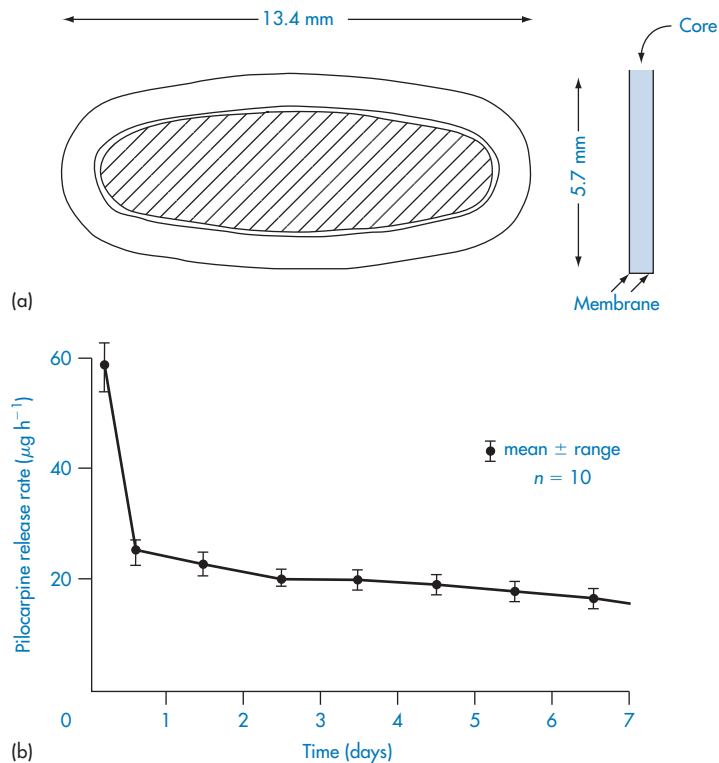 13.4 mm
Core
5.7 mm
Membrane
(a)
Pilocarpine release rate (μg h−1)
60
40
20
mean ± range
n = 10
0 1 2 3 4 5 6 7
Time (days)
(b)